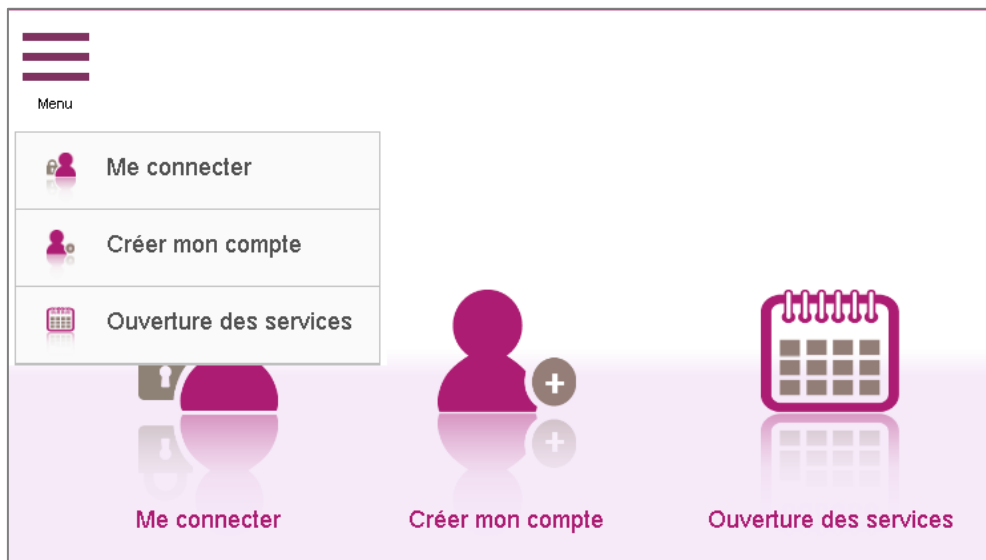 Menu
Me connecter
Créer mon compte
Ouverture des services
Me connecter
Créer mon compte
Ouverture des services